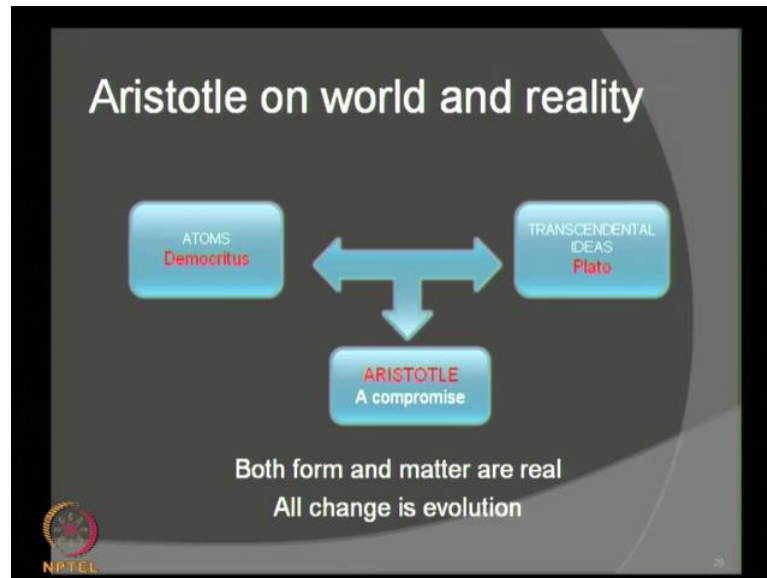 Aristotle on world and reality
ATOMS
Democritus
TRANSCENDENTAL
IDEAS
Plato
ARISTOTLE
A compromise
Both form and matter are real
All change is evolution
NPTEL
29